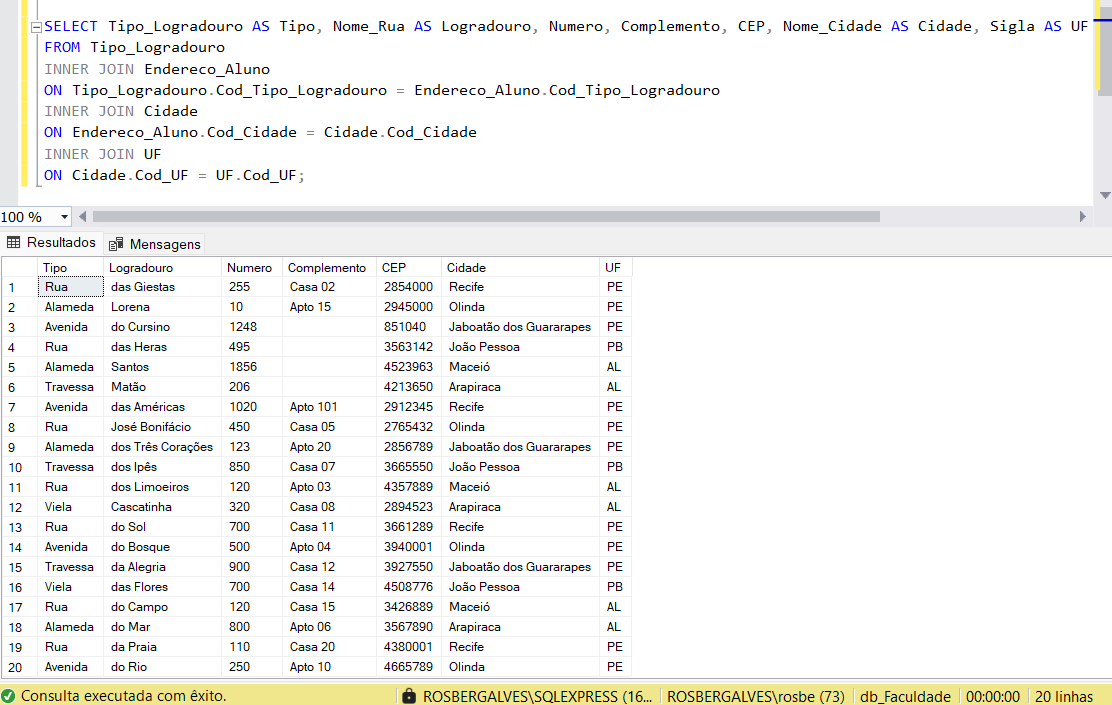 SELECT Tipo_Logradouro AS Tipo, Nome_Rua AS Logradouro, Numero, Complemento, CEP, Nome_Cidade AS Cidade, Sigla AS UF
FROM Tipo_Logradouro
INNER JOIN Endereco_Aluno
ON Tipo_Logradouro.Cod_Tipo_Logradouro = Endereco_Aluno.Cod_Tipo_Logradouro
INNER JOIN Cidade
ON Endereco_Aluno.Cod_Cidade = Cidade.Cod_Cidade
INNER JOIN UF
ON Cidade.Cod_UF = UF.Cod_UF;
100 %
Resultados Mensagens
Tipo Logradouro Numero Complemento CEP Cidade UF
1 Rua das Giestas 255 Casa 02 2854000 Recife PE
2 Alameda Lorena 10 Apto 15 2945000 Olinda PE
3 Avenida do Cursino 1248 851040 Jaboatão dos Guararapes PE
4 Rua das Heras 495 3563142 João Pessoa PB
5 Alameda Santos 1856 4523963 Maceió AL
6 Travessa Matão 206 4213650 Arapiraca AL
7 Avenida das Américas 1020 Apto 101 2912345 Recife PE
8 Rua José Bonifácio 450 Casa 05 2765432 Olinda PE
9 Alameda dos Três Corações 123 Apto 20 2856789 Jaboatão dos Guararapes PE
10 Travessa dos Ipês 850 Casa 07 3665550 João Pessoa PB
11 Rua dos Limoeiros 120 Apto 03 4357889 Maceió AL
12 Viela Cascatinha 320 Casa 08 2894523 Arapiraca AL
13 Rua do Sol 700 Casa 11 3661289 Recife PE
14 Avenida do Bosque 500 Apto 04 3940001 Olinda PE
15 Travessa da Alegria 900 Casa 12 3927550 Jaboatão dos Guararapes PE
16 Viela das Flores 700 Casa 14 4508776 João Pessoa PB
17 Rua do Campo 120 Casa 15 3426889 Maceió AL
18 Alameda do Mar 800 Apto 06 3567890 Arapiraca AL
19 Rua da Praia 110 Casa 20 4380001 Recife PE
20 Avenida do Rio 250 Apto 10 4665789 Olinda PE
Consulta executada com êxito. ROSBERGALVES\SQLEXPRESS (16... ROSBERGALVES\rosbe (73) db_Faculdade 00:00:00 20 linhas